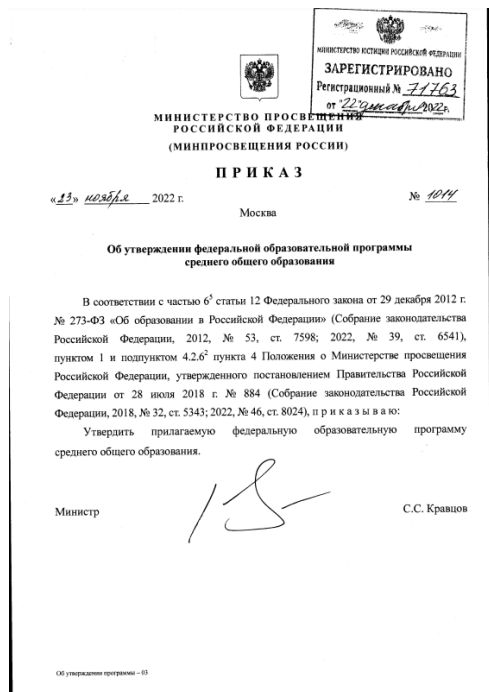 МИНИСТЕРСТВО ЮСТИЦИИ РОССИЙСКОЙ ФЕДЕРАЦИИ
ЗАРЕГИСТРИРОВАНО
Регистрационный № 71763
от "22" декабря 2022 г.
МИНИСТЕРСТВО ПРОСВЕЩЕНИЯ
РОССИЙСКОЙ ФЕДЕРАЦИИ
(МИНПРОСВЕЩЕНИЯ РОССИИ)
П Р И К А З
«23» ноября 2022 г.
№ 1014
Москва
Об утверждении федеральной образовательной программы
среднего общего образования
В соответствии с частью 6⁵ статьи 12 Федерального закона от 29 декабря 2012 г.
№ 273-ФЗ «Об образовании в Российской Федерации» (Собрание законодательства
Российской Федерации, 2012, № 53, ст. 7598; 2022, № 39, ст. 6541),
пунктом 1 и подпунктом 4.2.6² пункта 4 Положения о Министерстве просвещения
Российской Федерации, утвержденного постановлением Правительства Российской
Федерации от 28 июля 2018 г. № 884 (Собрание законодательства Российской
Федерации, 2018, № 32, ст. 5343; 2022, № 46, ст. 8024), п р и к а з ы в а ю:
Утвердить прилагаемую федеральную образовательную программу
среднего общего образования.
Министр
С.С. Кравцов
Об утверждении программы – 03